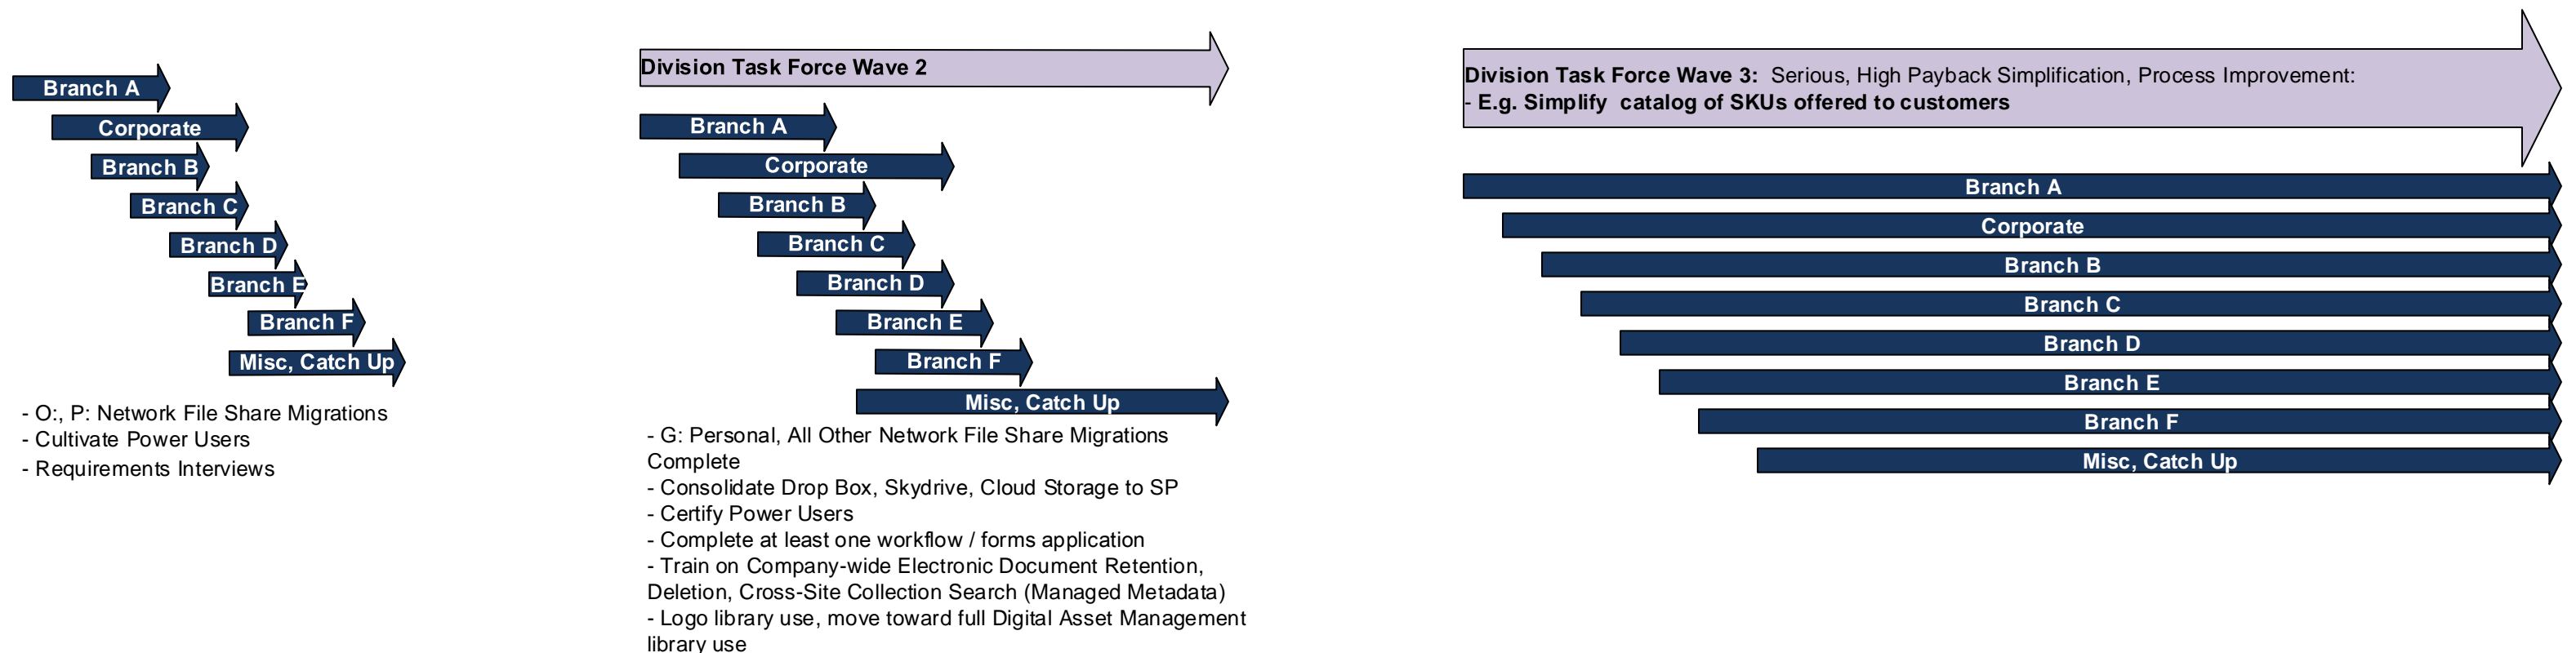 Branch A
Corporate
Branch B
Branch C
Branch D
Branch E
Branch F
Misc, Catch Up
- O:, P: Network File Share Migrations
- Cultivate Power Users
- Requirements Interviews
Division Task Force Wave 2
Branch A
Corporate
Branch B
Branch C
Branch D
Branch E
Branch F
Misc, Catch Up
- G: Personal, All Other Network File Share Migrations
Complete
- Consolidate Drop Box, Skydrive, Cloud Storage to SP
- Certify Power Users
- Complete at least one workflow / forms application
- Train on Company-wide Electronic Document Retention,
Deletion, Cross-Site Collection Search (Managed Metadata)
- Logo library use, move toward full Digital Asset Management
library use
Division Task Force Wave 3: Serious, High Payback Simplification, Process Improvement:
- E.g. Simplify catalog of SKUs offered to customers
Branch A
Corporate
Branch B
Branch C
Branch D
Branch E
Branch F
Misc, Catch Up